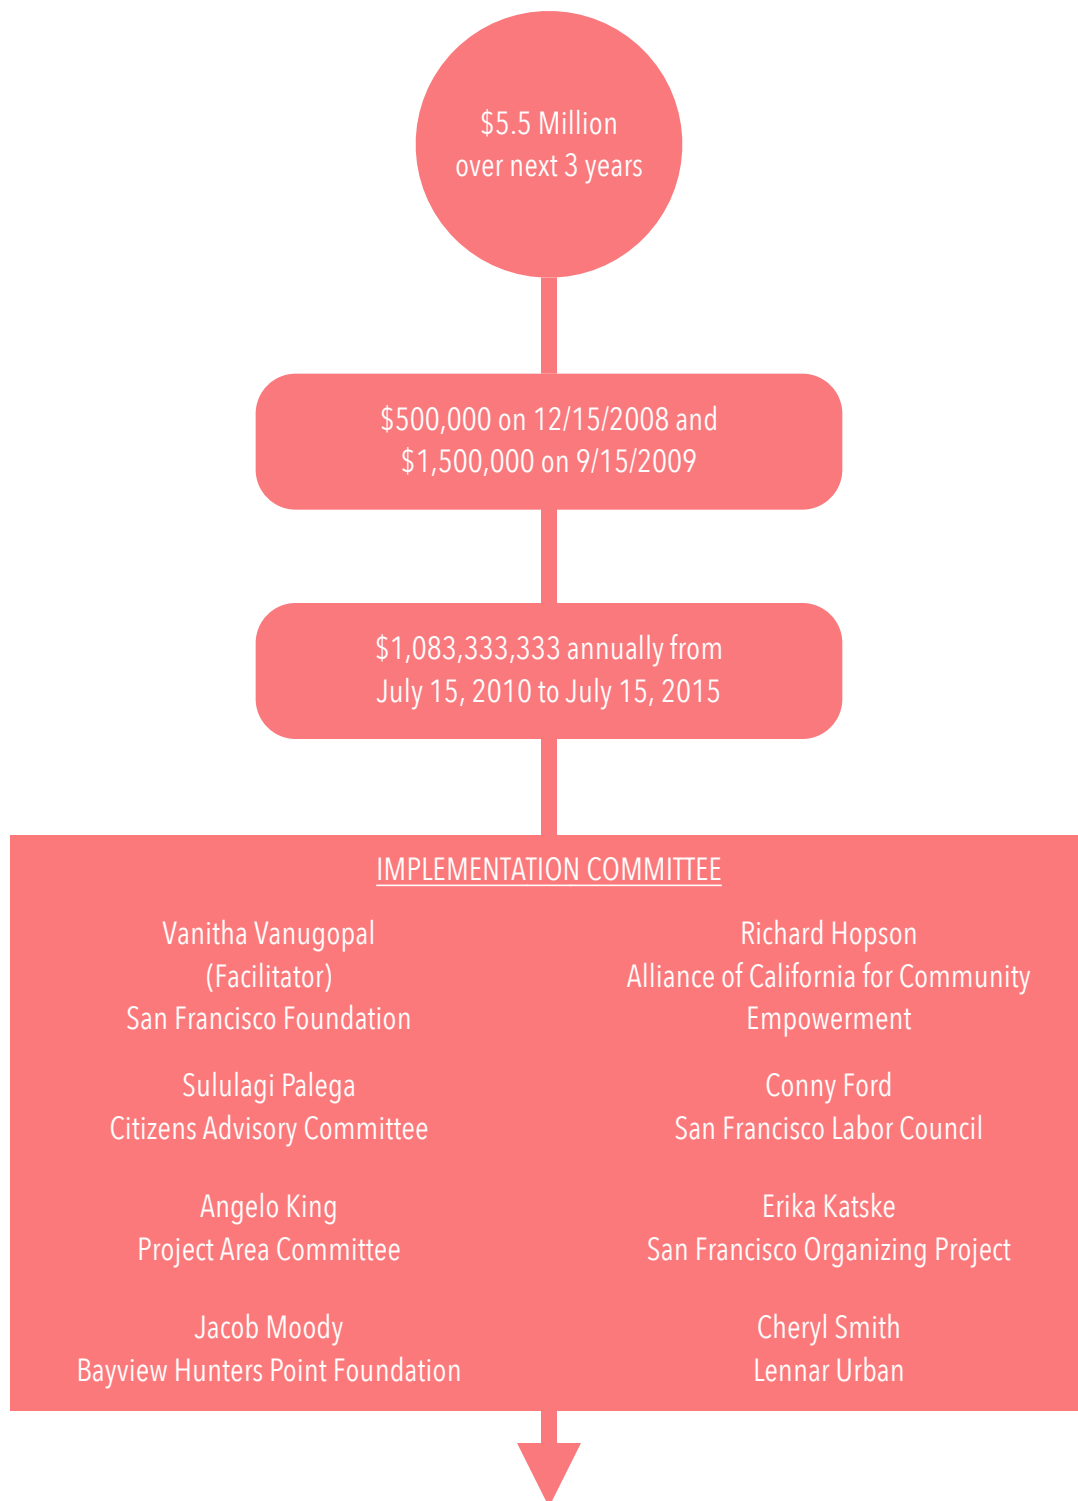 $5.5 Million
over next 3 years
$500,000 on 12/15/2008 and
$1,500,000 on 9/15/2009
$1,083,333,333 annually from
July 15, 2010 to July 15, 2015
IMPLEMENTATION COMMITTEE
Vanitha Vanugopal
(Facilitator)
San Francisco Foundation
Sululagi Palega
Citizens Advisory Committee
Angelo King
Project Area Committee
Jacob Moody
Bayview Hunters Point Foundation
Richard Hopson
Alliance of California for Community
Empowerment
Conny Ford
San Francisco Labor Council
Erika Katske
San Francisco Organizing Project
Cheryl Smith
Lennar Urban